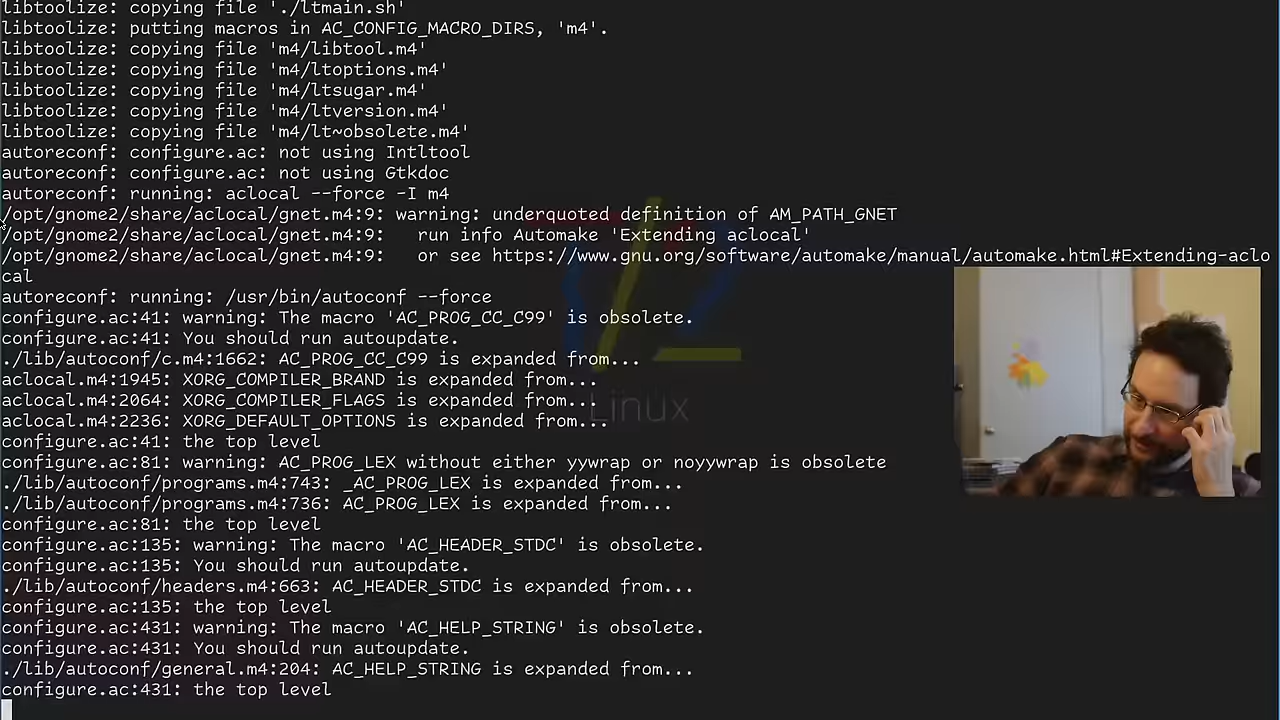 libtoolize: copying file './ltmain.sh'
libtoolize: putting macros in AC_CONFIG_MACRO_DIRS, 'm4'.
libtoolize: copying file 'm4/libtool.m4'
libtoolize: copying file 'm4/ltoptions.m4'
libtoolize: copying file 'm4/ltsugar.m4'
libtoolize: copying file 'm4/ltversion.m4'
libtoolize: copying file 'm4/lt~obsolete.m4'
autoreconf: configure.ac: not using Intltool
autoreconf: configure.ac: not using Gtkdoc
autoreconf: running: aclocal --force -I m4
/opt/gnome2/share/aclocal/gnet.m4:9: warning: underquoted definition of AM_PATH_GNET
/opt/gnome2/share/aclocal/gnet.m4:9:   run info Automake 'Extending aclocal'
/opt/gnome2/share/aclocal/gnet.m4:9:   or see https://www.gnu.org/software/automake/manual/automake.html#Extending-aclo
cal
autoreconf: running: /usr/bin/autoconf --force
configure.ac:41: warning: The macro 'AC_PROG_CC_C99' is obsolete.
configure.ac:41: You should run autoupdate.
./lib/autoconf/c.m4:1662: AC_PROG_CC_C99 is expanded from...
aclocal.m4:1945: XORG_COMPILER_BRAND is expanded from...
aclocal.m4:2064: XORG_COMPILER_FLAGS is expanded from...
aclocal.m4:2236: XORG_DEFAULT_OPTIONS is expanded from...
Linux
configure.ac:41: the top level
configure.ac:81: warning: AC_PROG_LEX without either yywrap or noyywrap is obsolete
./lib/autoconf/programs.m4:743: _AC_PROG_LEX is expanded from...
./lib/autoconf/programs.m4:736: AC_PROG_LEX is expanded from...
configure.ac:81: the top level
configure.ac:135: warning: The macro 'AC_HEADER_STDC' is obsolete.
configure.ac:135: You should run autoupdate.
./lib/autoconf/headers.m4:663: AC_HEADER_STDC is expanded from...
configure.ac:135: the top level
configure.ac:431: warning: The macro 'AC_HELP_STRING' is obsolete.
configure.ac:431: You should run autoupdate.
./lib/autoconf/general.m4:204: AC_HELP_STRING is expanded from...
configure.ac:431: the top level